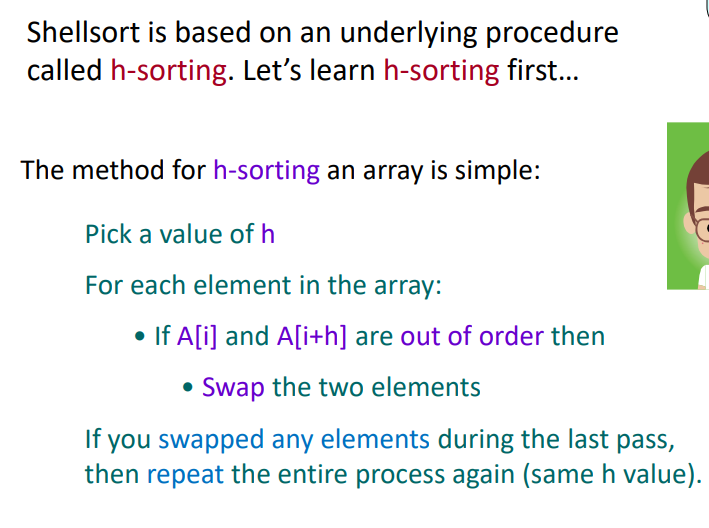 Shellsort is based on an underlying procedure
called h-sorting. Let’s learn h-sorting first...
The method for h-sorting an array is simple:
Pick a value of h
For each element in the array:
• If A[i] and A[i+h] are out of order then
• Swap the two elements
If you swapped any elements during the last pass,
then repeat the entire process again (same h value).